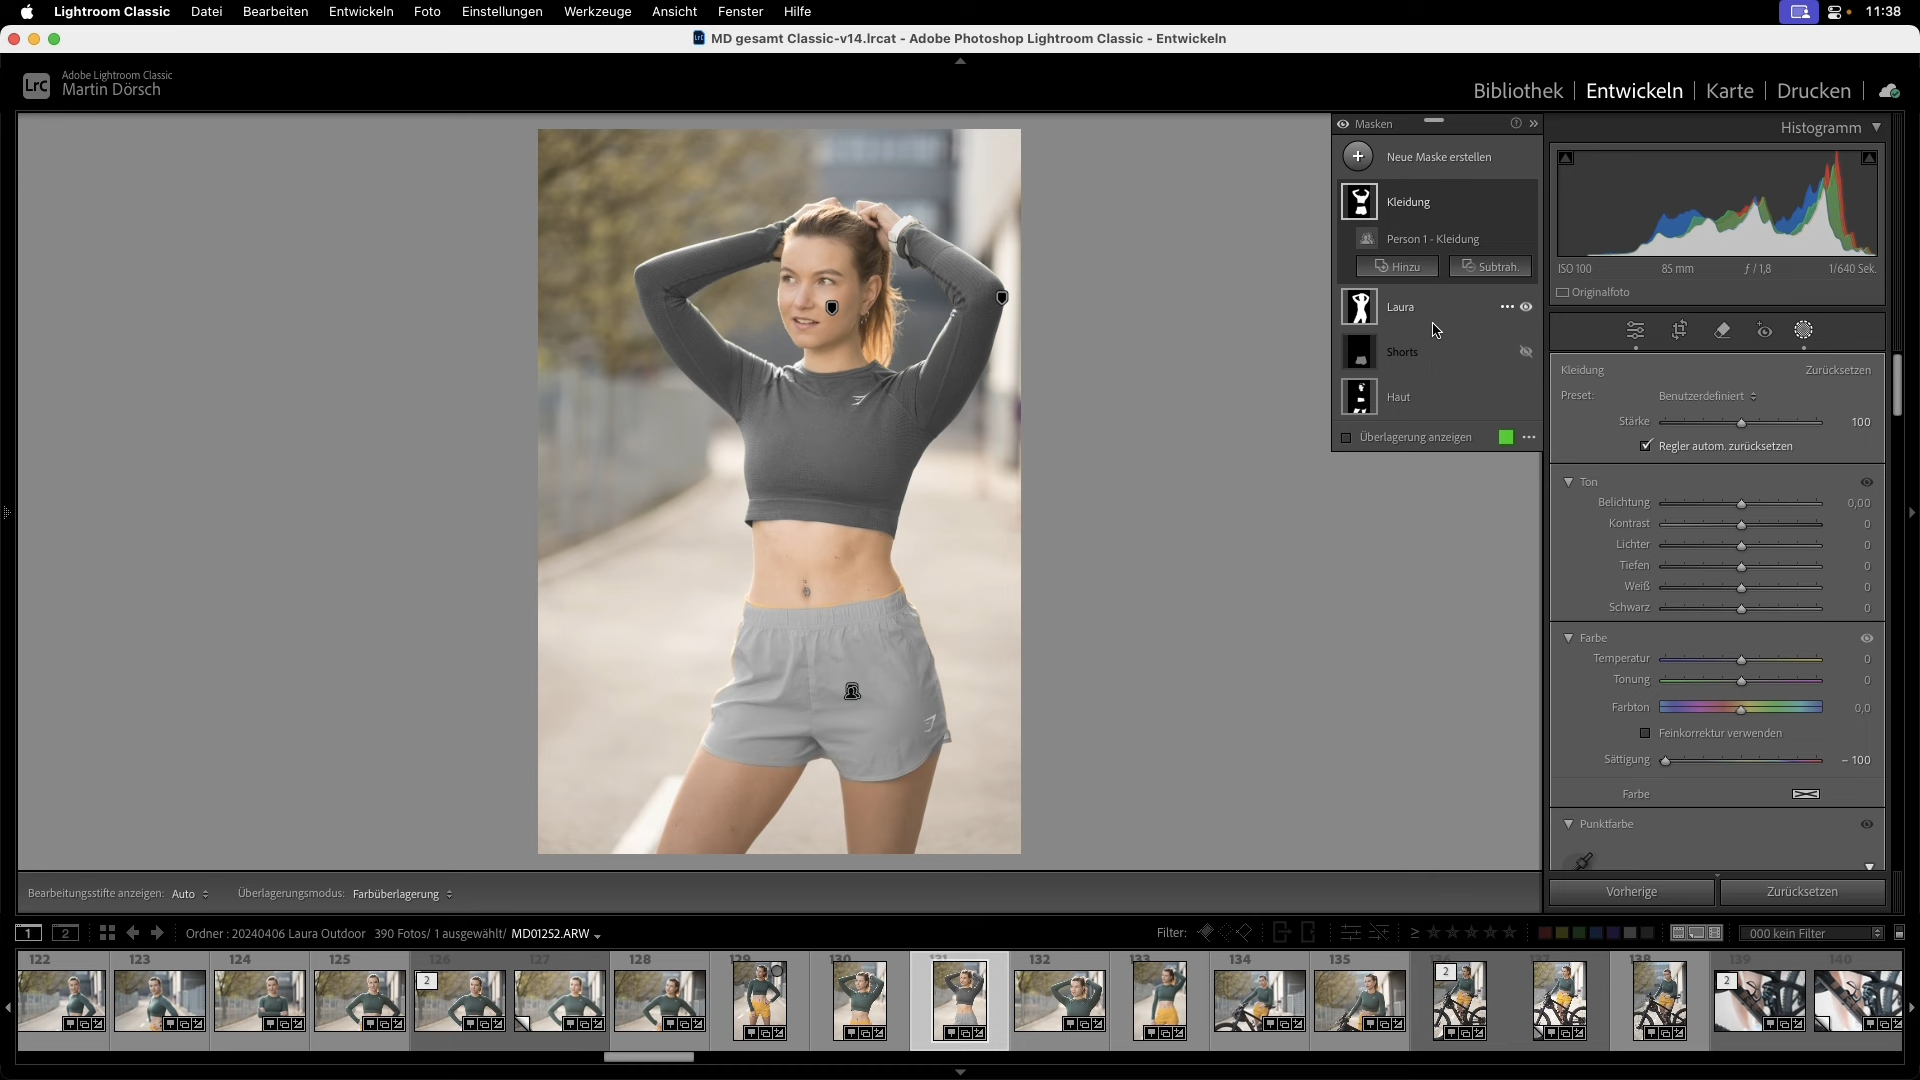 Lightroom Classic Datei Bearbeiten Entwickeln Foto Einstellungen Werkzeuge Ansicht Fenster Hilfe 11:38
MD gesamt Classic-v14.lrcat - Adobe Photoshop Lightroom Classic - Entwickeln
LrC
Adobe Lightroom Classic
Martin Dörsch
Bibliothek | Entwickeln | Karte | Drucken
Masken
Neue Maske erstellen
Kleidung
Person 1 - Kleidung
Hinzu Subtrah.
Laura
Shorts
Haut
Überlagerung anzeigen
Histogramm
ISO 100 85 mm ƒ / 1,8 1/640 Sek.
Originalfoto
Kleidung Zurücksetzen
Preset: Benutzerdefiniert
Stärke 100
Regler autom. zurücksetzen
Ton
Belichtung 0,00
Kontrast 0
Lichter 0
Tiefen 0
Weiß 0
Schwarz 0
Farbe
Temperatur 0
Tonung 0
Farbton 0,0
Feinkorrektur verwenden
Sättigung – 100
Farbe
Punktfarbe
Vorherige Zurücksetzen
Bearbeitungsstifte anzeigen: Auto Überlagerungsmodus: Farbüberlagerung
1 2 Ordner : 20240406 Laura Outdoor 390 Fotos/ 1 ausgewählt/ MD01252.ARW Filter: 000 kein Filter
122 123 124 125 126 127 128 129 130 131 132 133 134 135 136 137 138 139 140
2 2 2